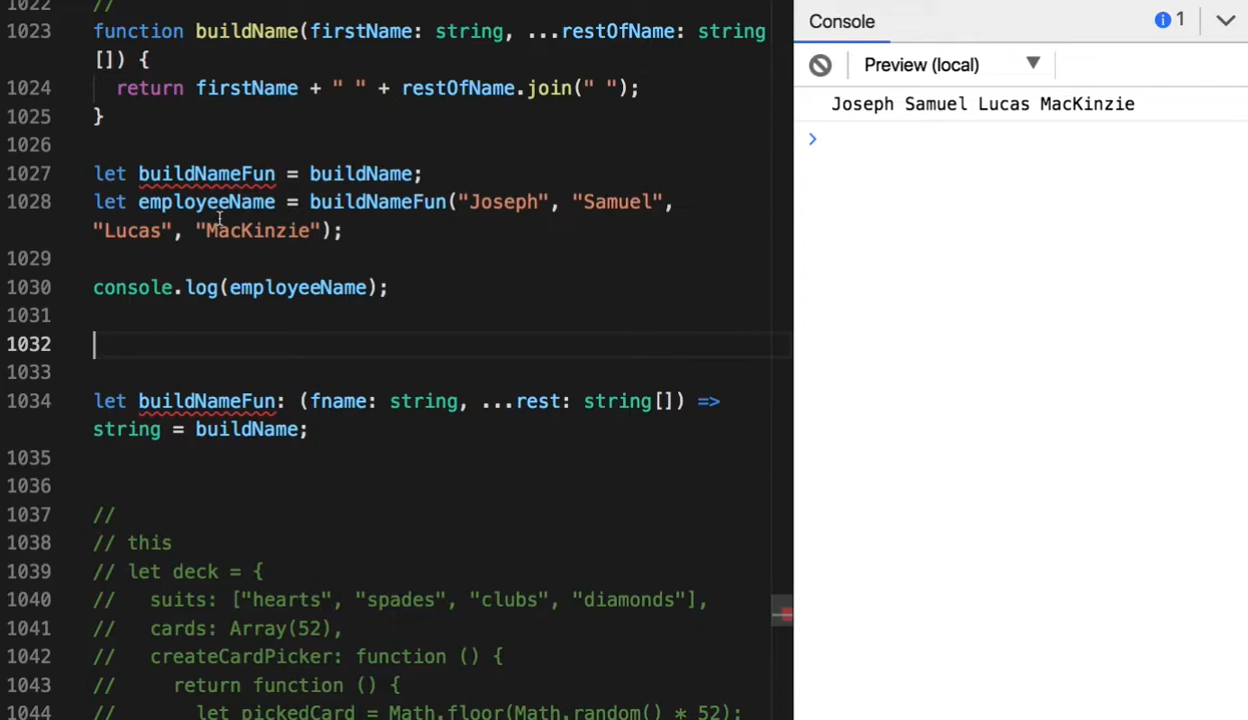 1022 //
1023 function buildName(firstName: string, ...restOfName: string
[]) {
1024 return firstName + " " + restOfName.join(" ");
1025 }
1026
1027 let buildNameFun = buildName;
1028 let employeeName = buildNameFun("Joseph", "Samuel",
"Lucas", "MacKinzie");
1029
1030 console.log(employeeName);
1031
1032
1033
1034 let buildNameFun: (fname: string, ...rest: string[]) =>
string = buildName;
1035
1036
1037 //
1038 // this
1039 // let deck = {
1040 // suits: ["hearts", "spades", "clubs", "diamonds"],
1041 // cards: Array(52),
1042 // createCardPicker: function () {
1043 // return function () {
1044 // let pickedCard = Math.floor(Math.random() * 52);
Console
1
Preview (local)
Joseph Samuel Lucas MacKinzie